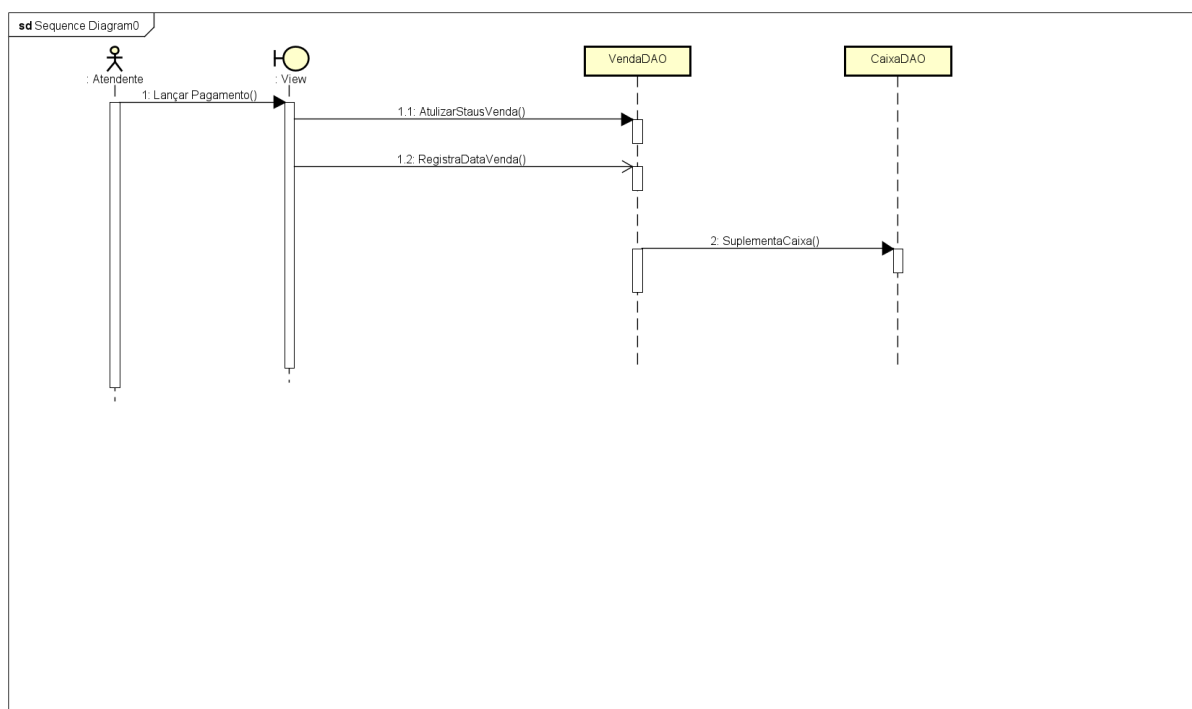 sd Sequence Diagram0
: Atendente
: View
VendaDAO
CaixaDAO
1: Lançar Pagamento()
1.1: AtulizarStausVenda()
1.2: RegistraDataVenda()
2: SuplementaCaixa()